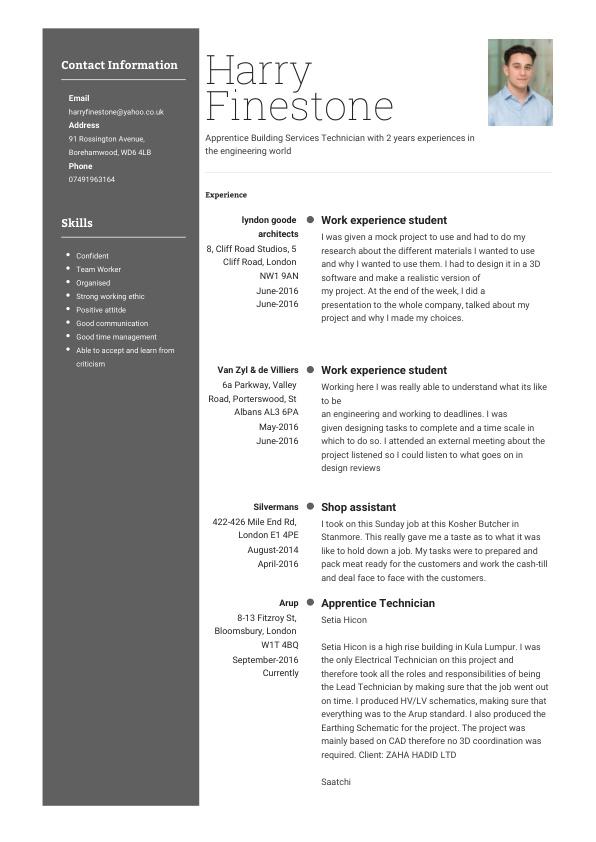 Contact Information
Email
harryfinestone@yahoo.co.uk
Address
91 Rossington Avenue,
Borehamwood, WD6 4LB
Phone
07491963164
Skills
Confident
Team Worker
Organised
Strong working ethic
Positive attitde
Good communication
Good time management
Able to accept and learn from
criticism
Harry
Finestone
Apprentice Building Services Technician with 2 years experiences in
the engineering world
Experience
lyndon goode
architects
8, Cliff Road Studios, 5
Cliff Road, London
NW1 9AN
June-2016
June-2016
Work experience student
I was given a mock project to use and had to do my
research about the different materials I wanted to use
and why I wanted to use them. I had to design it in a 3D
software and make a realistic version of
my project. At the end of the week, I did a
presentation to the whole company, talked about my
project and why I made my choices.
Van Zyl & de Villiers
6a Parkway, Valley
Road, Porterswood, St
Albans AL3 6PA
May-2016
June-2016
Work experience student
Working here I was really able to understand what its like
to be
an engineering and working to deadlines. I was
given designing tasks to complete and a time scale in
which to do so. I attended an external meeting about the
project listened so I could listen to what goes on in
design reviews
Silvermans
422-426 Mile End Rd,
London E1 4PE
August-2014
April-2016
Shop assistant
I took on this Sunday job at this Kosher Butcher in
Stanmore. This really gave me a taste as to what it was
like to hold down a job. My tasks were to prepared and
pack meat ready for the customers and work the cash-till
and deal face to face with the customers.
Arup
8-13 Fitzroy St,
Bloomsbury, London
W1T 4BQ
September-2016
Currently
Apprentice Technician
Setia Hicon
Setia Hicon is a high rise building in Kula Lumpur. I was
the only Electrical Technician on this project and
therefore took all the roles and responsibilities of being
the Lead Technician by making sure that the job went out
on time. I produced HV/LV schematics, making sure that
everything was to the Arup standard. I also produced the
Earthing Schematic for the project. The project was
mainly based on CAD therefore no 3D coordination was
required. Client: ZAHA HADID LTD
Saatchi